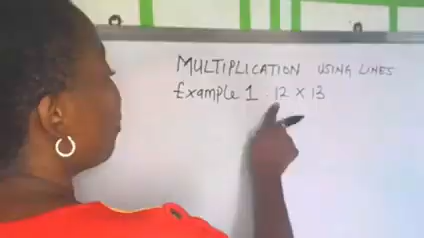 MULTIPLICATION USING LINES
Example 1 : 12 x 13